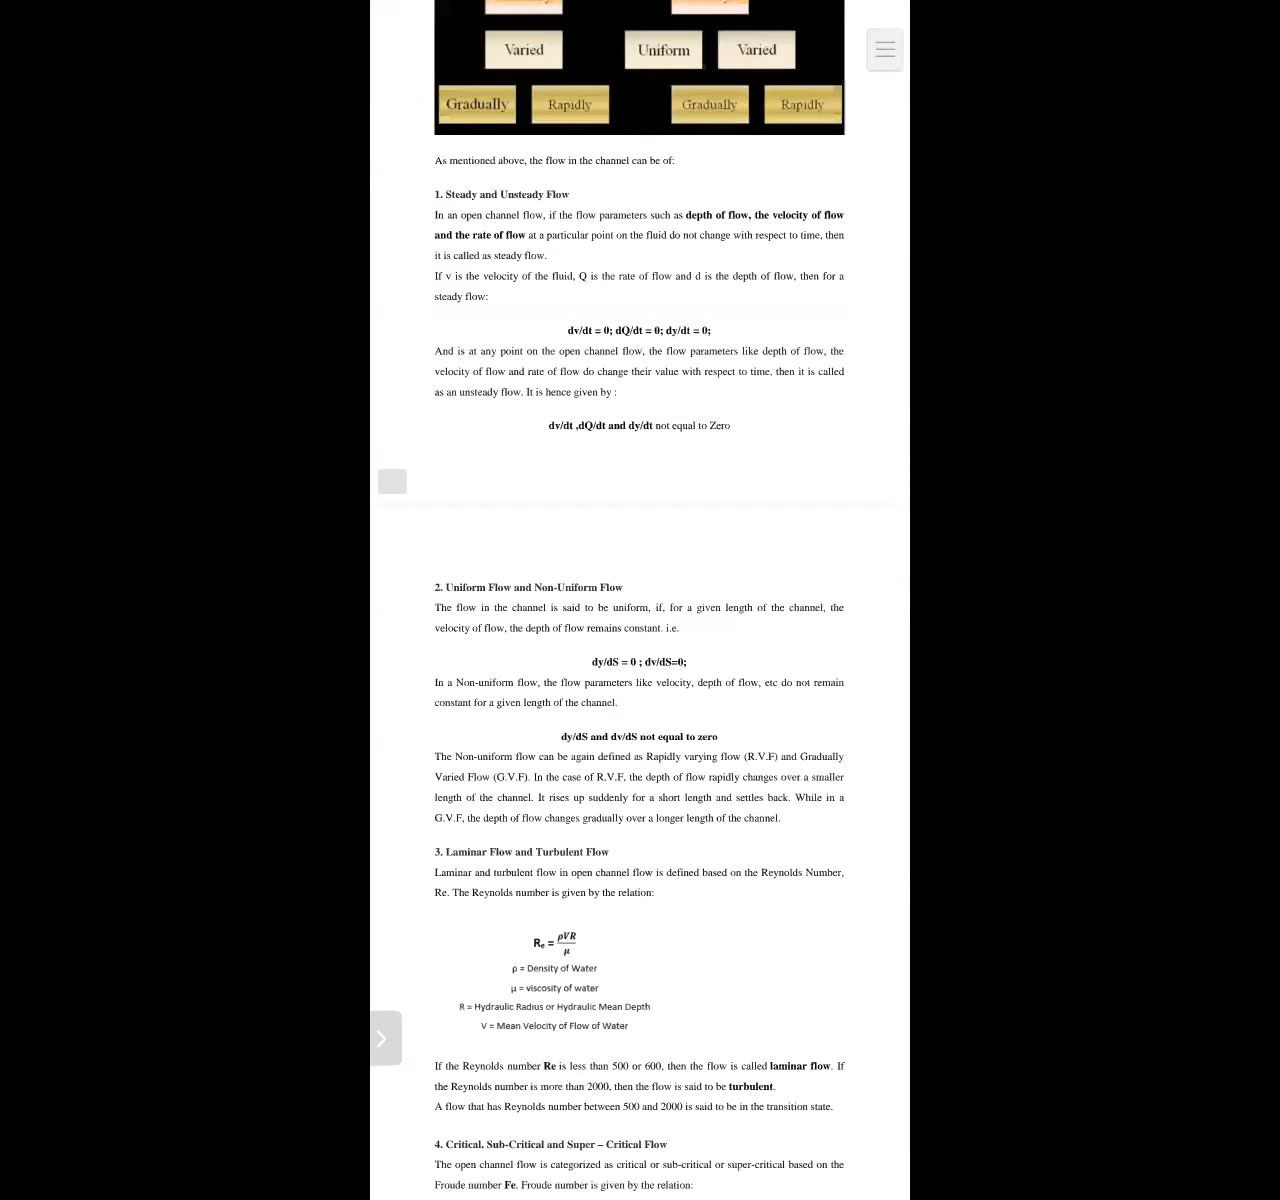 Varied Uniform Varied
Gradually Rapidly Gradually Rapidly
As mentioned above, the flow in the channel can be of:
1. Steady and Unsteady Flow
In an open channel flow, if the flow parameters such as depth of flow, the velocity of flow
and the rate of flow at a particular point on the fluid do not change with respect to time, then
it is called as steady flow.
If v is the velocity of the fluid, Q is the rate of flow and d is the depth of flow, then for a
steady flow:
dv/dt = 0; dQ/dt = 0; dy/dt = 0;
And is at any point on the open channel flow, the flow parameters like depth of flow, the
velocity of flow and rate of flow do change their value with respect to time, then it is called
as an unsteady flow. It is hence given by :
dv/dt ,dQ/dt and dy/dt not equal to Zero
2. Uniform Flow and Non-Uniform Flow
The flow in the channel is said to be uniform, if, for a given length of the channel, the
velocity of flow, the depth of flow remains constant. i.e.
dy/dS = 0 ; dv/dS=0;
In a Non-uniform flow, the flow parameters like velocity, depth of flow, etc do not remain
constant for a given length of the channel.
dy/dS and dv/dS not equal to zero
The Non-uniform flow can be again defined as Rapidly varying flow (R.V.F) and Gradually
Varied Flow (G.V.F). In the case of R.V.F, the depth of flow rapidly changes over a smaller
length of the channel. It rises up suddenly for a short length and settles back. While in a
G.V.F, the depth of flow changes gradually over a longer length of the channel.
3. Laminar Flow and Turbulent Flow
Laminar and turbulent flow in open channel flow is defined based on the Reynolds Number,
Re. The Reynolds number is given by the relation:
Re = ρVR/μ
ρ = Density of Water
μ = viscosity of water
R = Hydraulic Radius or Hydraulic Mean Depth
V = Mean Velocity of Flow of Water
If the Reynolds number Re is less than 500 or 600, then the flow is called laminar flow. If
the Reynolds number is more than 2000, then the flow is said to be turbulent.
A flow that has Reynolds number between 500 and 2000 is said to be in the transition state.
4. Critical, Sub-Critical and Super – Critical Flow
The open channel flow is categorized as critical or sub-critical or super-critical based on the
Froude number Fe. Froude number is given by the relation: